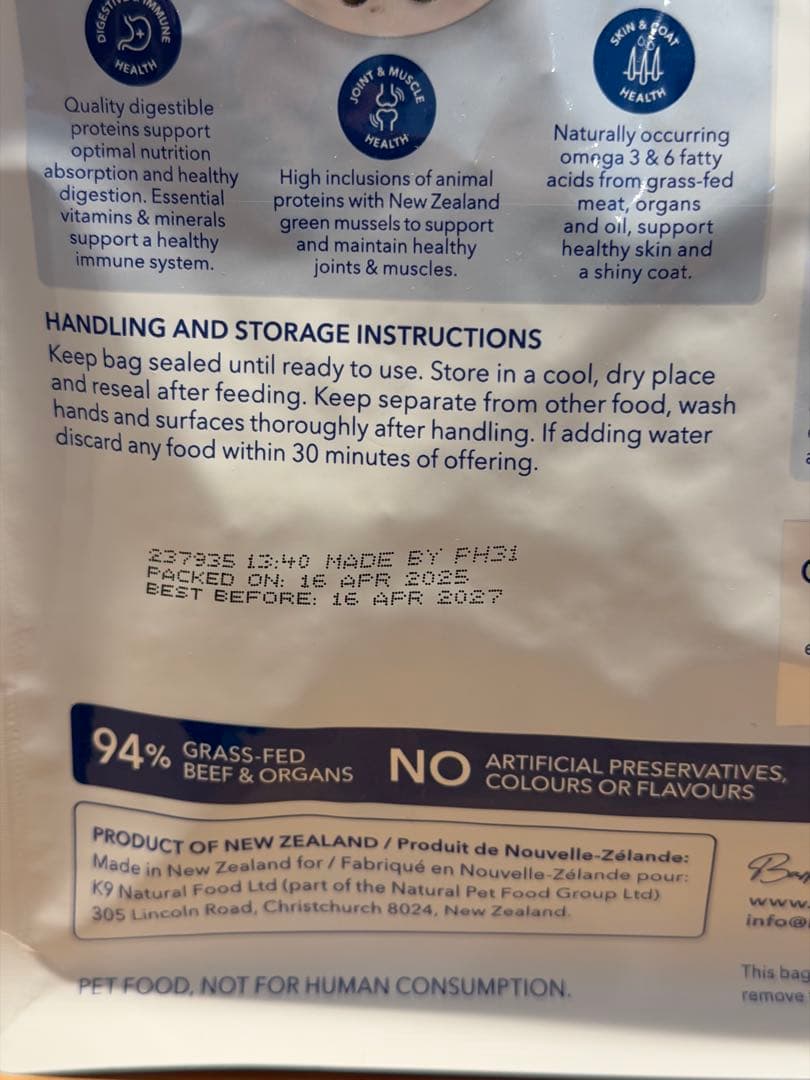 DIGESTIVE & IMMUNE
HEALTH
Quality digestible
proteins support
optimal nutrition
absorption and healthy
digestion. Essential
vitamins & minerals
support a healthy
immune system.
JOINT & MUSCLE
HEALTH
High inclusions of animal
proteins with New Zealand
green mussels to support
and maintain healthy
joints & muscles.
SKIN & COAT
HEALTH
Naturally occurring
omega 3 & 6 fatty
acids from grass-fed
meat, organs
and oil, support
healthy skin and
a shiny coat.
HANDLING AND STORAGE INSTRUCTIONS
Keep bag sealed until ready to use. Store in a cool, dry place
and reseal after feeding. Keep separate from other food, wash
hands and surfaces thoroughly after handling. If adding water
discard any food within 30 minutes of offering.
237935 13:40 MADE BY PH31
PACKED ON: 16 APR 2025
BEST BEFORE: 16 APR 2027
94% GRASS-FED
BEEF & ORGANS
NO ARTIFICIAL PRESERVATIVES,
COLOURS OR FLAVOURS
PRODUCT OF NEW ZEALAND / Produit de Nouvelle-Zélande:
Made in New Zealand for / Fabriqué en Nouvelle-Zélande pour:
K9 Natural Food Ltd (part of the Natural Pet Food Group Ltd)
305 Lincoln Road, Christchurch 8024, New Zealand.
www.
info@
This bag
remove
PET FOOD, NOT FOR HUMAN CONSUMPTION.